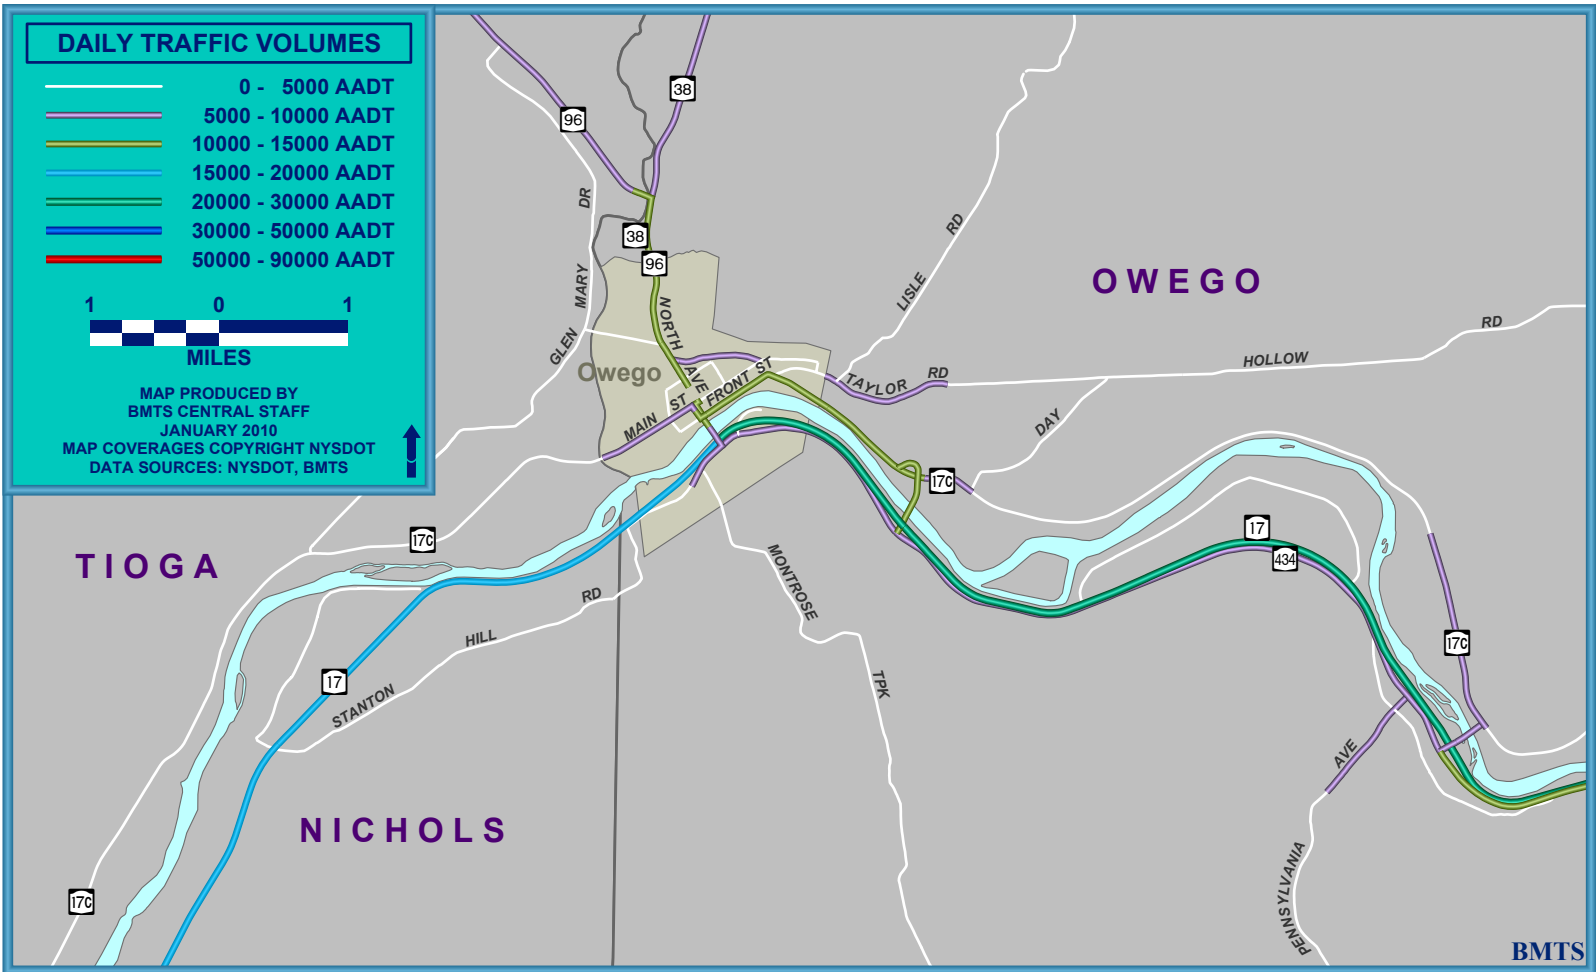 DAILY TRAFFIC VOLUMES
0 - 5000 AADT
5000 - 10000 AADT
10000 - 15000 AADT
15000 - 20000 AADT
20000 - 30000 AADT
30000 - 50000 AADT
50000 - 90000 AADT
1 0 1
MILES
MAP PRODUCED BY
BMTS CENTRAL STAFF
JANUARY 2010
MAP COVERAGES COPYRIGHT NYSDOT
DATA SOURCES: NYSDOT, BMTS
38
96
38
96
GLEN MARY DR
NORTH AVE
LISLE RD
OWEGO
HOLLOW RD
Owego
MAIN ST
FRONT ST
TAYLOR RD
DAY
17C
17C
17
434
TIOGA
MONTROSE TPK
STANTON HILL RD
17
17C
NICHOLS
PENNSYLVANIA AVE
17C
BMTS